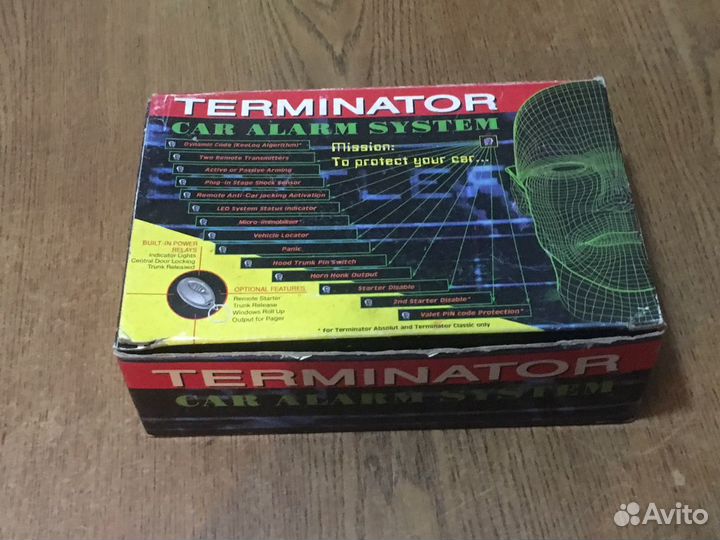 TERMINATOR
CAR ALARM SYSTEM
Dynamic Code (KeeLoq Algorithm)*
Two Remote Transmitters
Active or Passive Arming
Plug-in Stage Shock Sensor
Remote Anti-Car jacking Activation
LED System Status Indicator
Micro-immobiliser*
Vehicle Locator
Panic
Hood Trunk Pin Switch
Horn Honk Output
Starter Disable
2nd Starter Disable*
Valet PIN code Protection*
Mission:
To protect your car...
BUILT-IN POWER
RELAYS
Indicator Lights
Central Door Locking
Trunk Released
OPTIONAL FEATURES
Remote Starter
Trunk Release
Windows Roll Up
Output for Pager
* for Terminator Absolut and Terminator Classic only
TERMINATOR
CAR ALARM SYSTEM
Avito